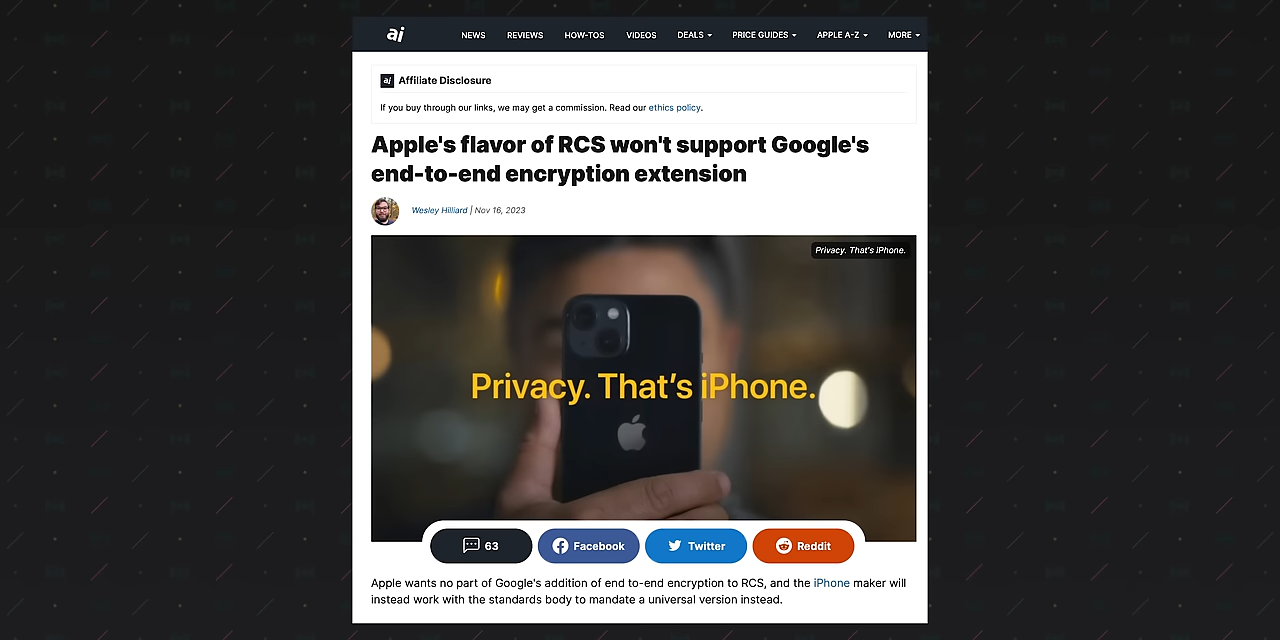 ai NEWS REVIEWS HOW-TOS VIDEOS DEALS PRICE GUIDES APPLE A-Z MORE
ai Affiliate Disclosure
If you buy through our links, we may get a commission. Read our ethics policy.
Apple's flavor of RCS won't support Google's
end-to-end encryption extension
Wesley Hilliard | Nov 16, 2023
Privacy. That's iPhone.
Privacy. That's iPhone.
63 Facebook Twitter Reddit
Apple wants no part of Google's addition of end to-end encryption to RCS, and the iPhone maker will
instead work with the standards body to mandate a universal version instead.